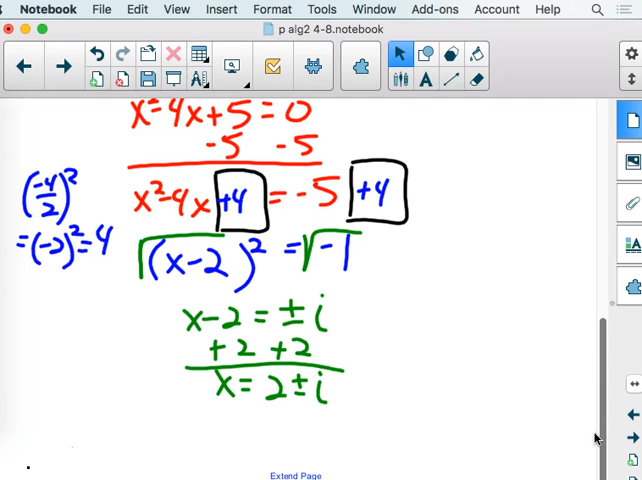 Notebook File Edit View Insert Format Tools Window Account Help
p alg2 4-8.notebook
x²-4x+5=0
-5 -5
(-4/2)²
x²-4x +4 = -5 +4
=(-2)²=4
√(x-2)² = √-1
x-2 = ± i
+2 +2
x = 2 ± i
Extend Page